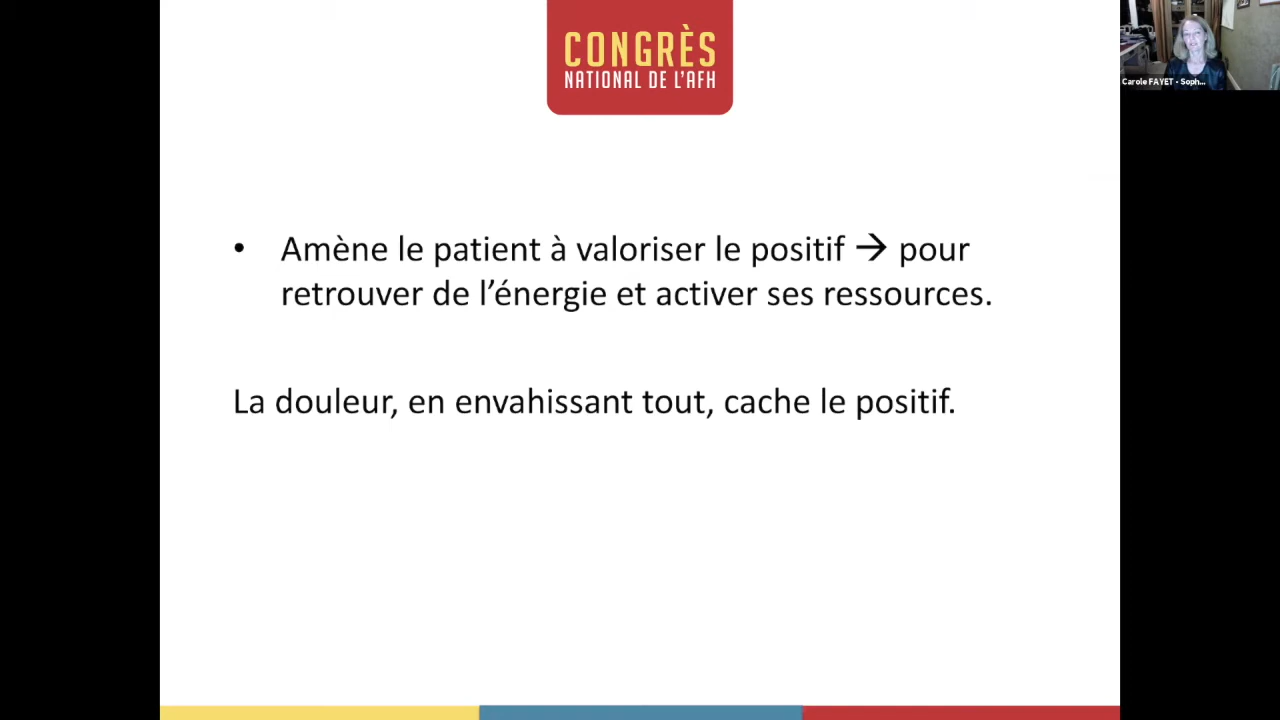 CONGRÈS
NATIONAL DE L'AFH
Carole FAYET - Soph...
• Amène le patient à valoriser le positif → pour
retrouver de l’énergie et activer ses ressources.
La douleur, en envahissant tout, cache le positif.